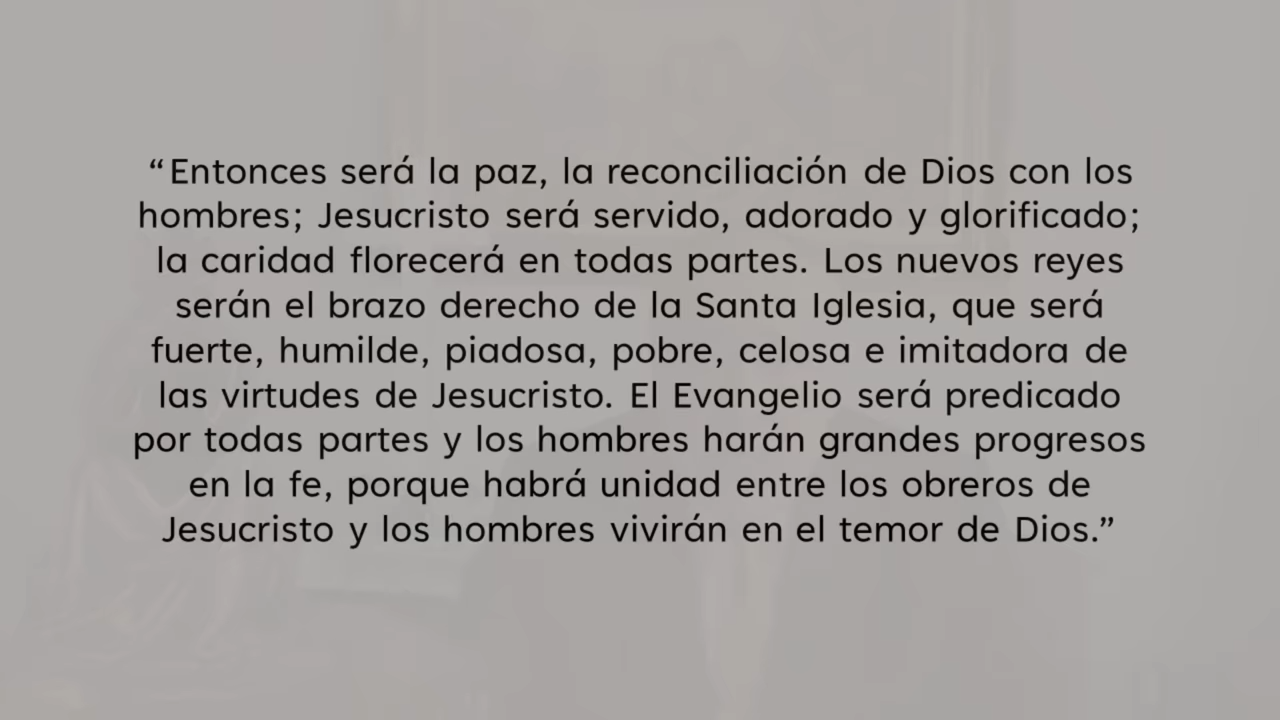 “Entonces será la paz, la reconciliación de Dios con los
hombres; Jesucristo será servido, adorado y glorificado;
la caridad florecerá en todas partes. Los nuevos reyes
serán el brazo derecho de la Santa Iglesia, que será
fuerte, humilde, piadosa, pobre, celosa e imitadora de
las virtudes de Jesucristo. El Evangelio será predicado
por todas partes y los hombres harán grandes progresos
en la fe, porque habrá unidad entre los obreros de
Jesucristo y los hombres vivirán en el temor de Dios.”